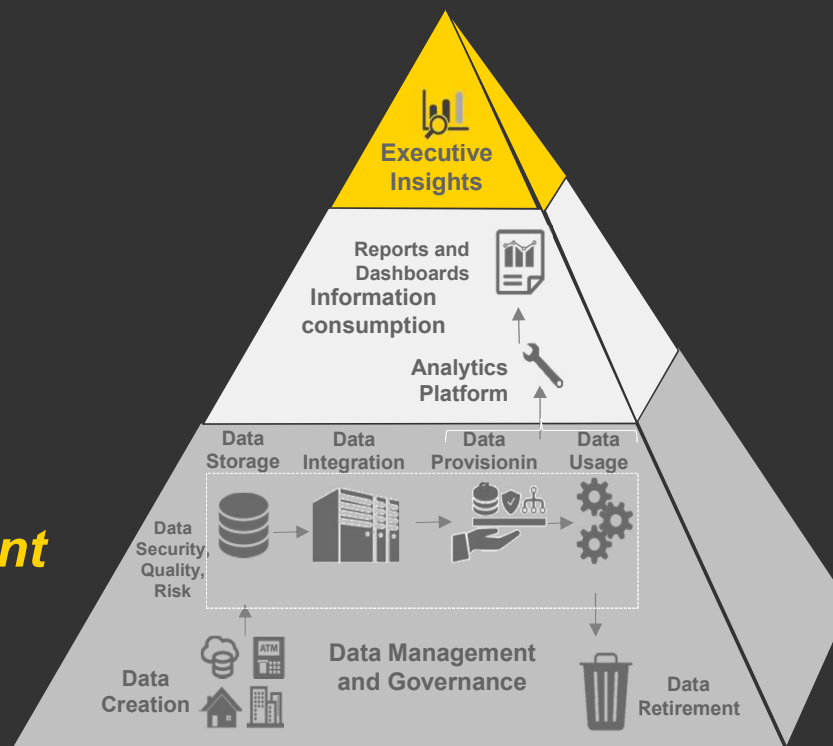 Executive
Insights
Reports and
Dashboards
Information
consumption
Analytics
Platform
Data
Storage
Data
Integration
Data
Provisionin
Data
Usage
Data
Security,
Quality,
Risk
nt
ATM
Data
Creation
Data Management
and Governance
Data
Retirement